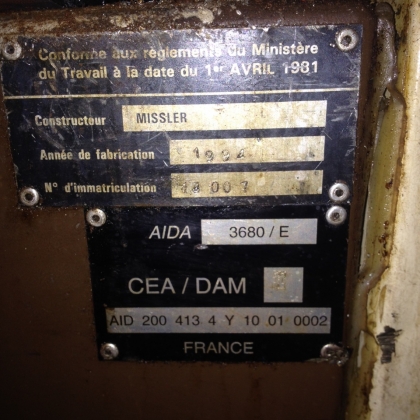 Conforme aux règlements du Ministère
du Travail à la date du 1er AVRIL 1981
Constructeur MISSLER
Année de fabrication 1994
N° d'immatriculation
AIDA 3680 / E
CEA / DAM
AID 200 413 4 Y 10 01 0002
FRANCE